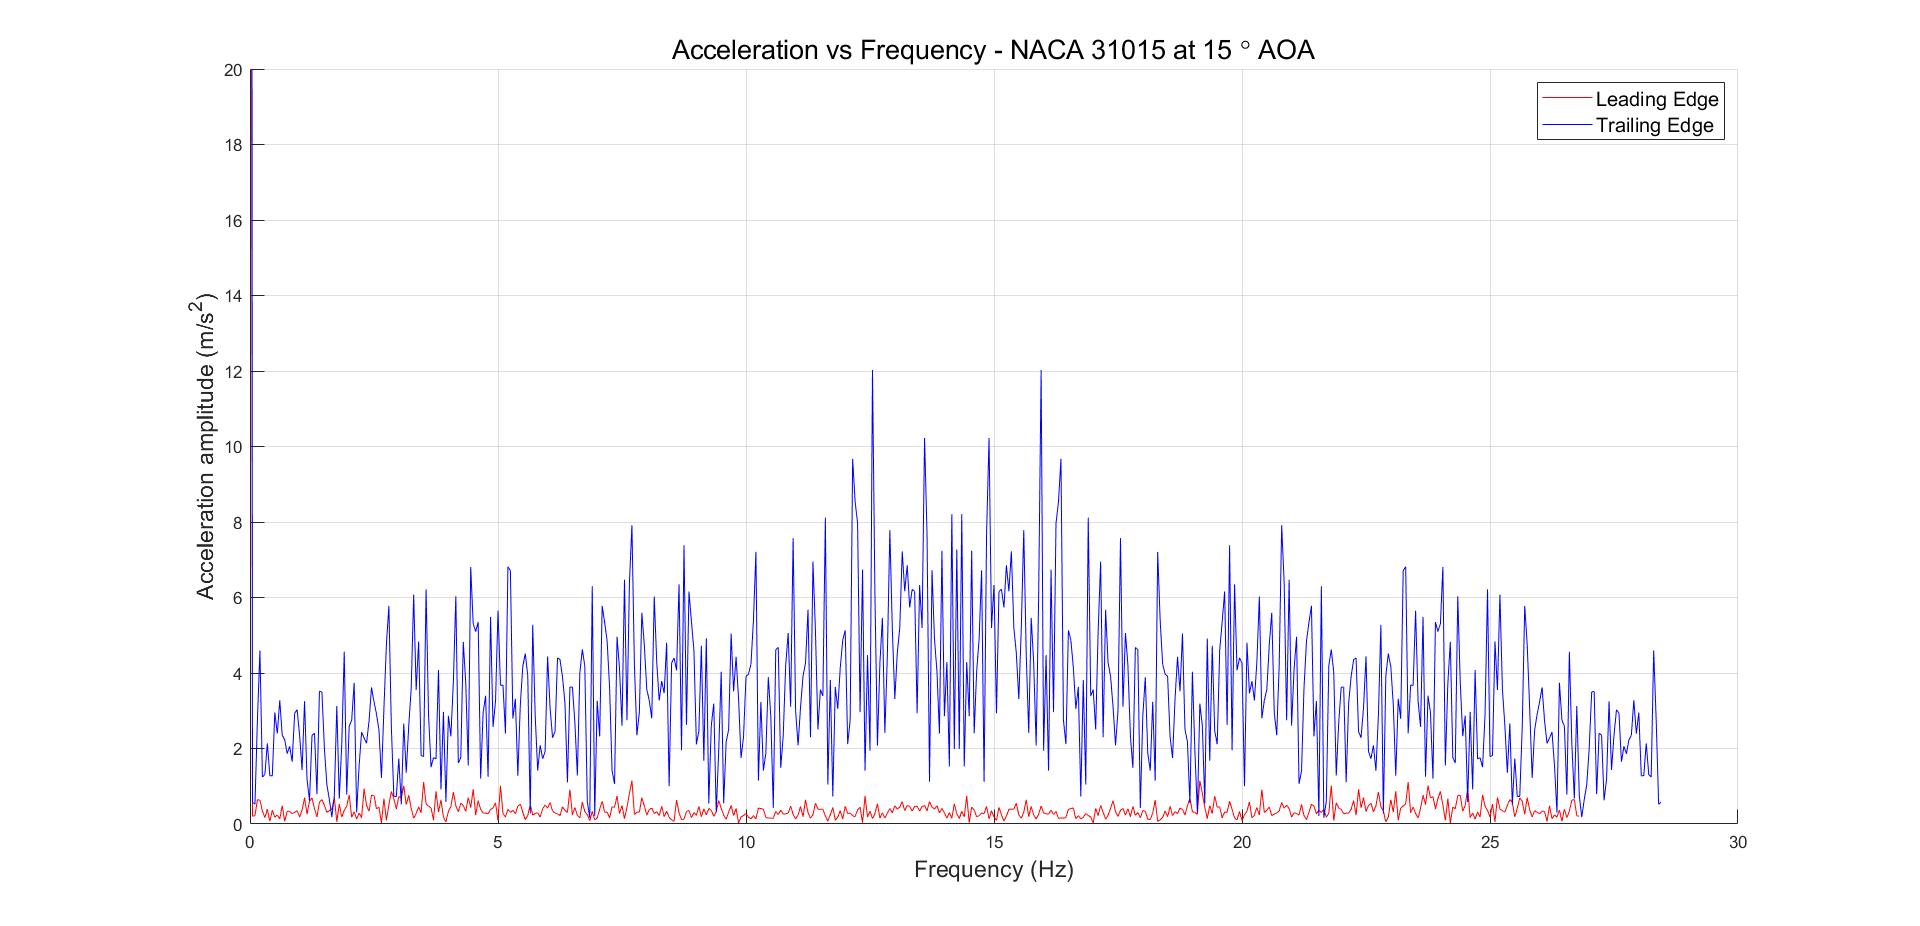 Acceleration vs Frequency - NACA 31015 at 15 ° AOA
Leading Edge
Trailing Edge
Acceleration amplitude (m/s²)
20
18
16
14
12
10
8
6
4
2
0
0 5 10 15 20 25 30
Frequency (Hz)